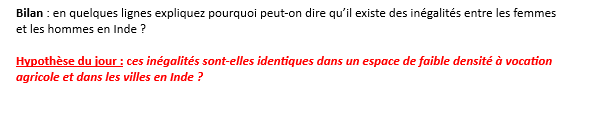 Bilan : en quelques lignes expliquez pourquoi peut-on dire qu’il existe des inégalités entre les femmes
et les hommes en Inde ?
Hypothèse du jour : ces inégalités sont-elles identiques dans un espace de faible densité à vocation
agricole et dans les villes en Inde ?